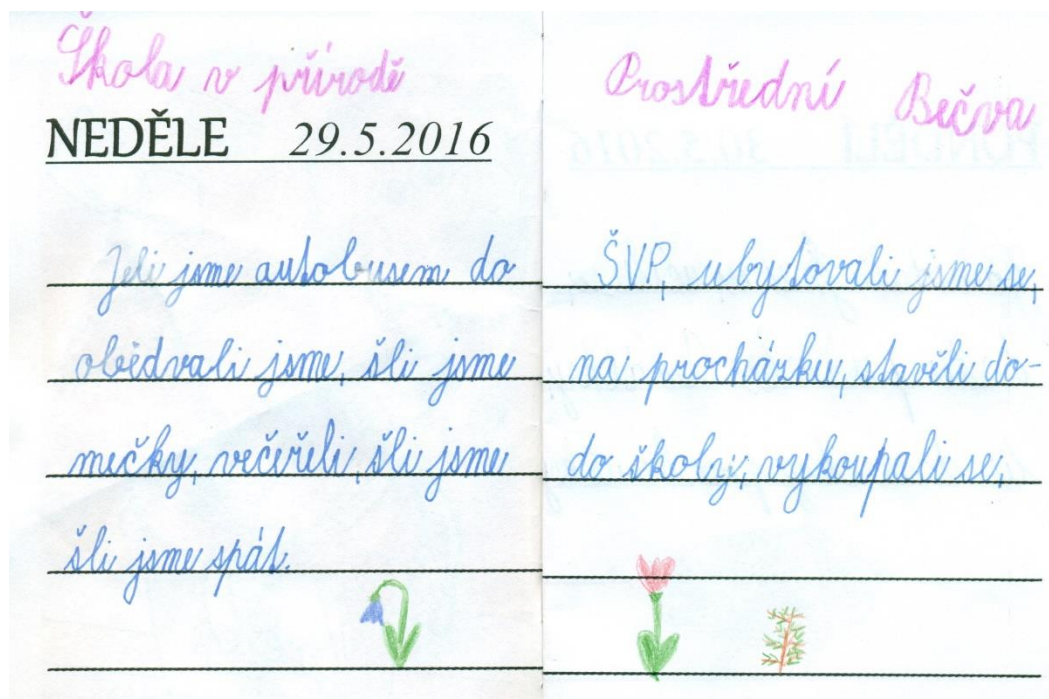 Škola v přírodě Prostřední Bečva
NEDĚLE 29.5.2016
Jeli jsme autobusem do ŠVP, ubytovali jsme se,
obědvali jsme, šli jsme na procházku, stavěli do-
mečky, večeřeli, šli jsme do školy, vykoupali se,
šli jsme spát.